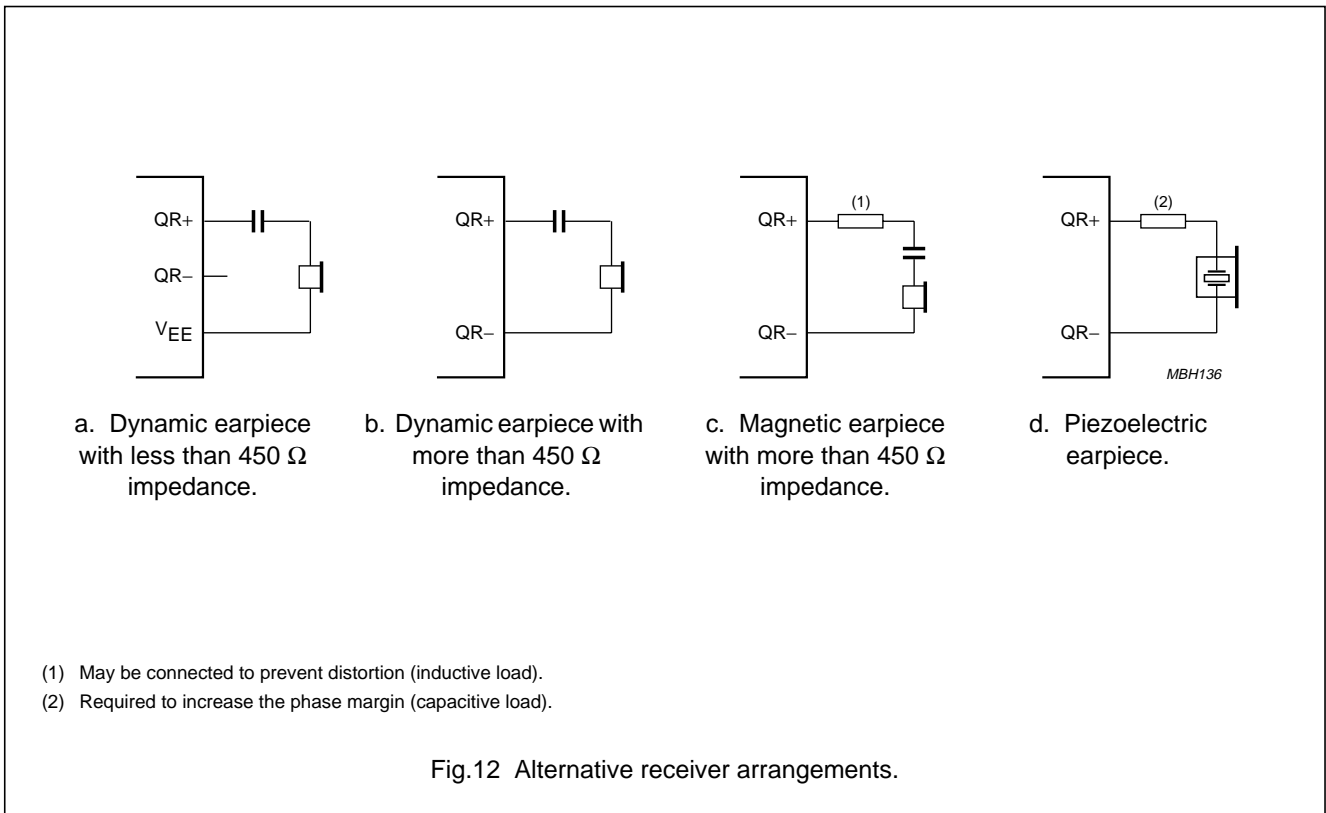 QR+
QR−
VEE
QR+
QR−
(1)
QR+
QR−
(2)
QR+
QR−
MBH136
a. Dynamic earpiece
with less than 450 Ω
impedance.
b. Dynamic earpiece with
more than 450 Ω
impedance.
c. Magnetic earpiece
with more than 450 Ω
impedance.
d. Piezoelectric
earpiece.
(1) May be connected to prevent distortion (inductive load).
(2) Required to increase the phase margin (capacitive load).
Fig.12 Alternative receiver arrangements.